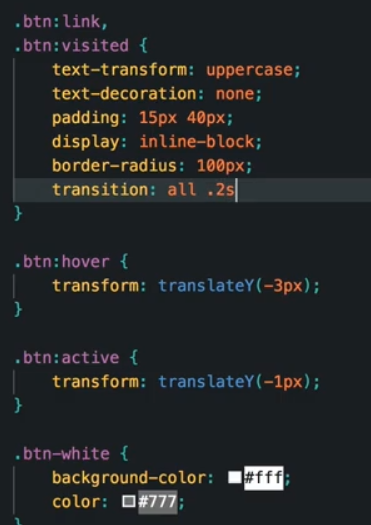 .btn:link,
.btn:visited {
    text-transform: uppercase;
    text-decoration: none;
    padding: 15px 40px;
    display: inline-block;
    border-radius: 100px;
    transition: all .2s
}

.btn:hover {
    transform: translateY(-3px);
}

.btn:active {
    transform: translateY(-1px);
}

.btn-white {
    background-color: #fff;
    color: #777;
}